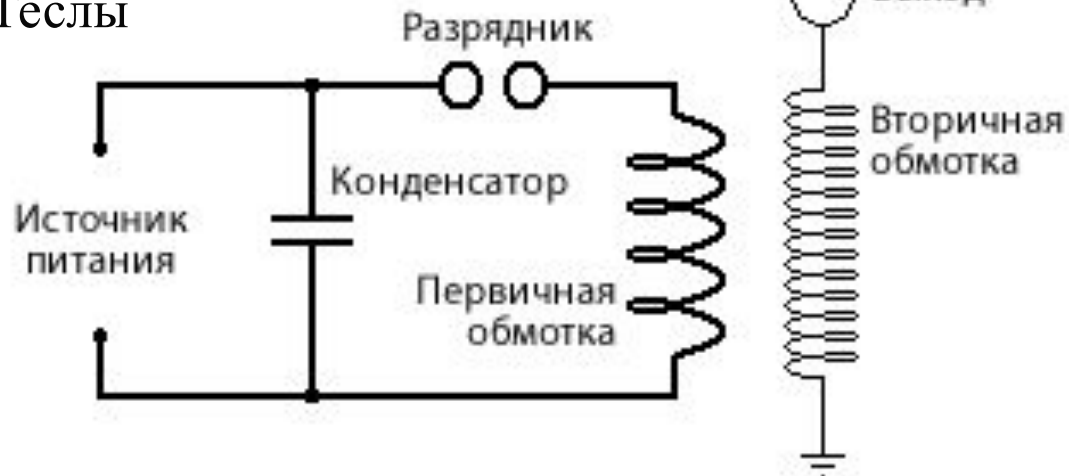 Теслы
Разрядник
Вторичная
обмотка
Конденсатор
Источник
питания
Первичная
обмотка